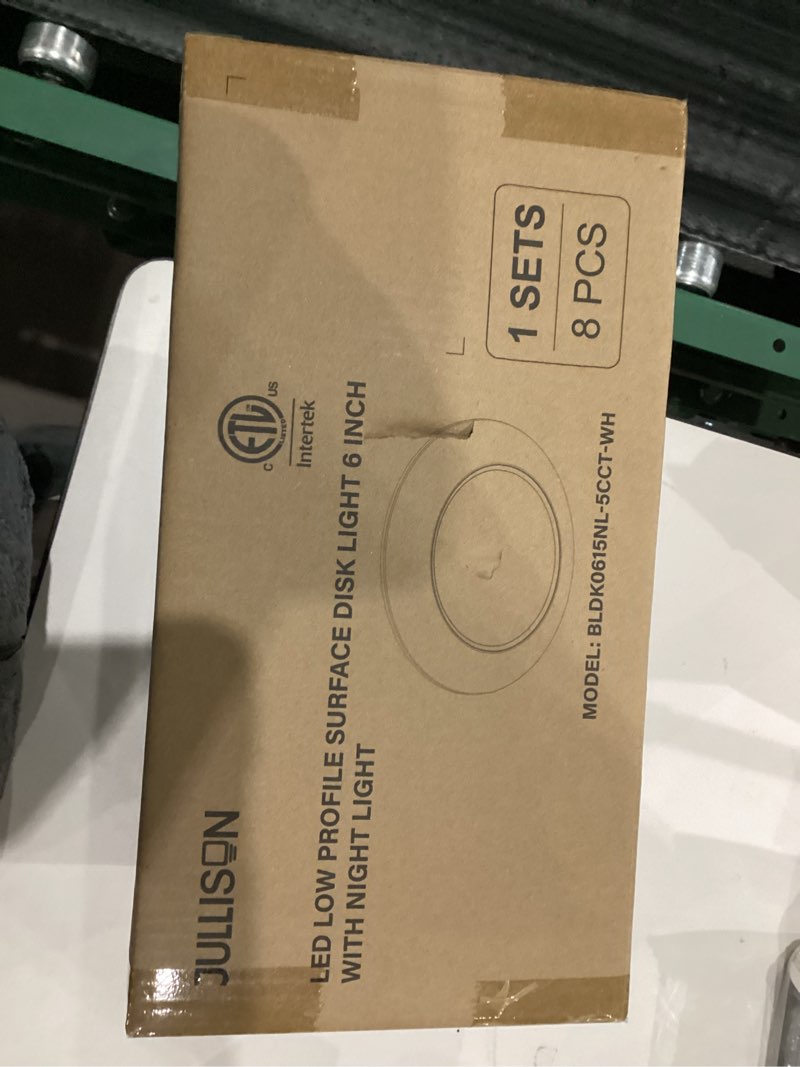 JULLISON
LED LOW PROFILE SURFACE DISK LIGHT 6 INCH
WITH NIGHT LIGHT
C ETL US
LISTED
Intertek
MODEL: BLDK0615NL-5CCT-WH
1 SETS
8 PCS